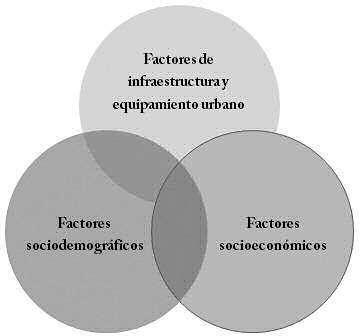 Factores de
infraestructura y
equipamiento urbano
Factores
sociodemográficos
Factores
socioeconómicos